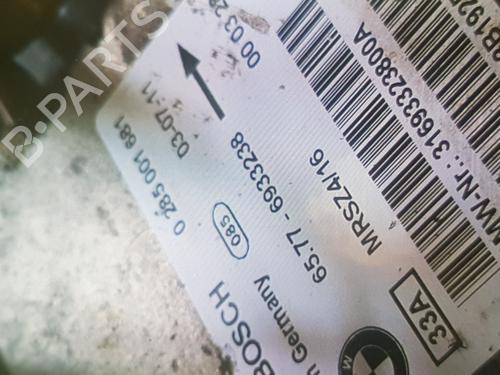 B·PARTS
0 285 001 681
03-07-11
00 03 2
085
65.77 - 6933238
MRSZ4/16
MW-Nr.: 31693323800A
BOSCH
Germany
33A